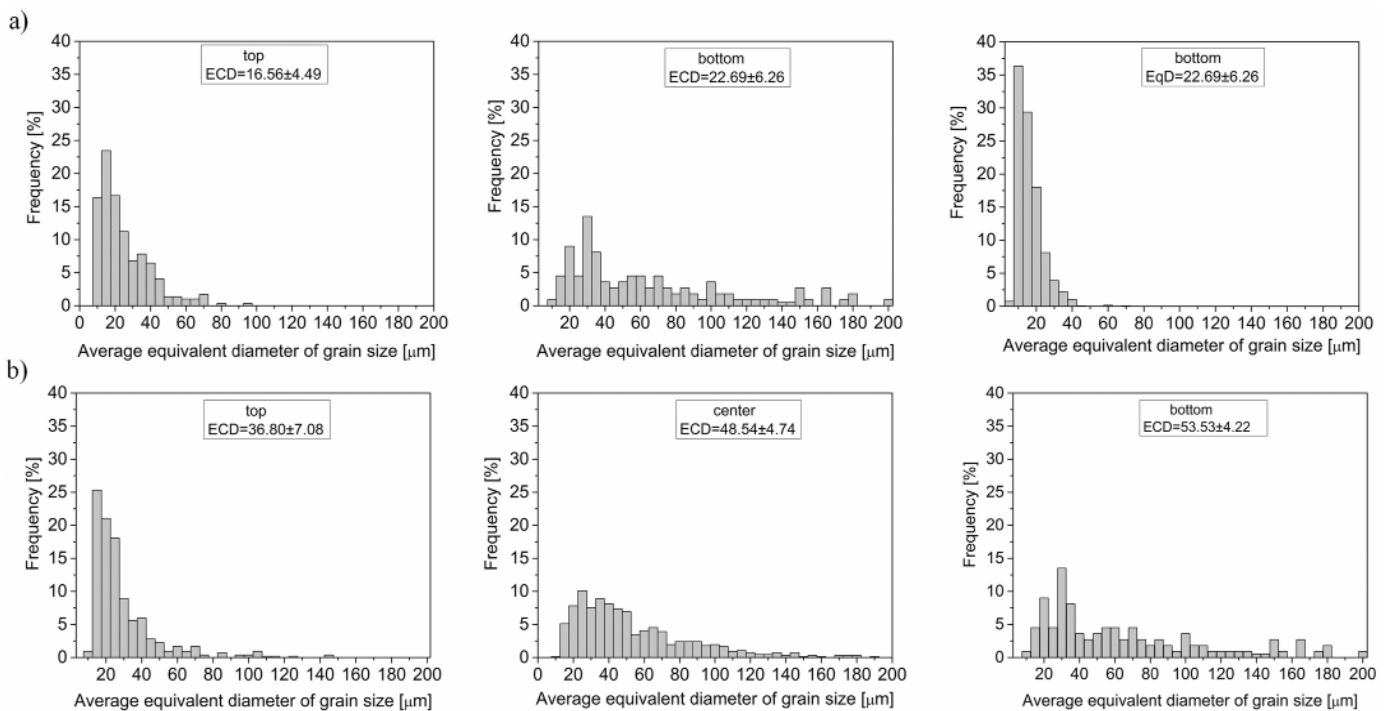 a)
top
ECD=16.56±4.49
Frequency [%]
40
35
30
25
20
15
10
5
0
0 20 40 60 80 100 120 140 160 180 200
Average equivalent diameter of grain size [μm]
bottom
ECD=22.69±6.26
Frequency [%]
40
35
30
25
20
15
10
5
0
20 40 60 80 100 120 140 160 180 200
Average equivalent diameter of grain size [μm]
bottom
EqD=22.69±6.26
Frequency [%]
40
35
30
25
20
15
10
5
0
0 20 40 60 80 100 120 140 160 180 200
Average equivalent diameter of grain size [μm]
b)
top
ECD=36.80±7.08
Frequency [%]
40
35
30
25
20
15
10
5
0
20 40 60 80 100 120 140 160 180 200
Average equivalent diameter of grain size [μm]
center
ECD=48.54±4.74
Frequency [%]
40
35
30
25
20
15
10
5
0
0 20 40 60 80 100 120 140 160 180 200
Average equivalent diameter of grain size [μm]
bottom
ECD=53.53±4.22
Frequency [%]
40
35
30
25
20
15
10
5
0
20 40 60 80 100 120 140 160 180 200
Average equivalent diameter of grain size [μm]